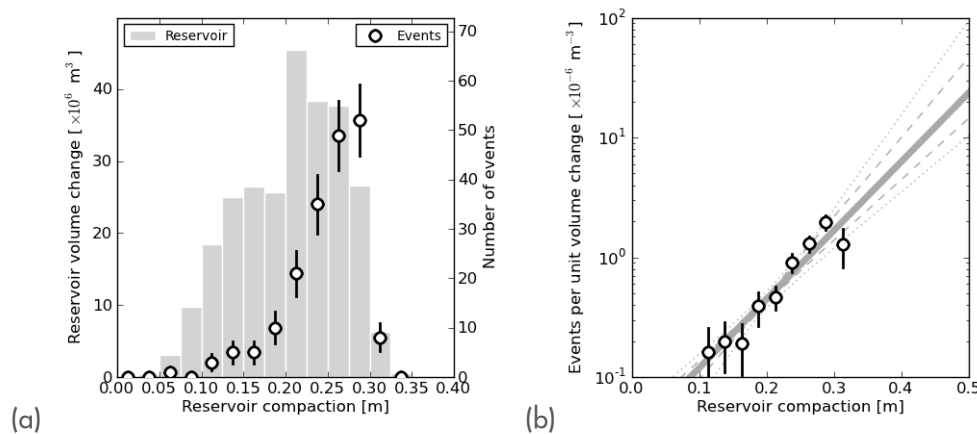 Reservoir
Events
Reservoir volume change [ ×10⁶ m³ ]
40
30
20
10
0
70
60
50
40
30
20
10
0
Number of events
0.00 0.05 0.10 0.15 0.20 0.25 0.30 0.35 0.40
Reservoir compaction [m]
(a)
Events per unit volume change [ ×10⁻⁶ m⁻³ ]
10²
10¹
10⁰
10⁻¹
0.0 0.1 0.2 0.3 0.4 0.5
Reservoir compaction [m]
(b)